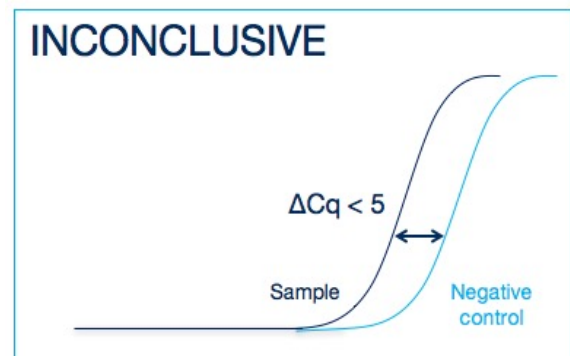 INCONCLUSIVE
ΔCq < 5
Sample
Negative
control